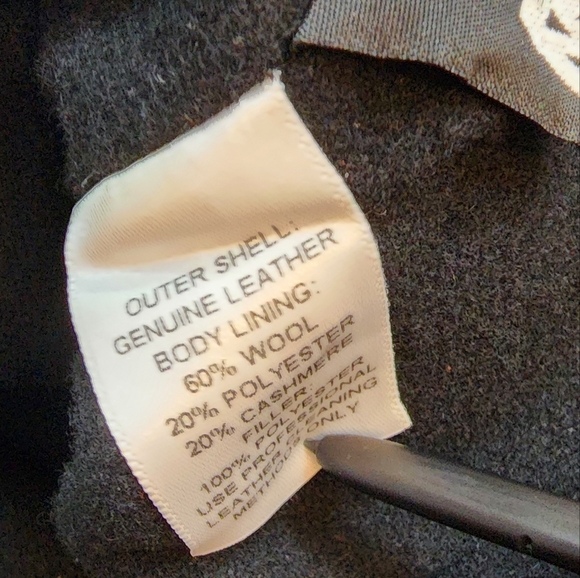 OUTER SHELL:
GENUINE LEATHER
BODY LINING:
60% WOOL
20% POLYESTER
20% CASHMERE
FILLER:
100% POLYESTER
USE PROFESSIONAL
LEATHER CLEANING
METHODS ONLY